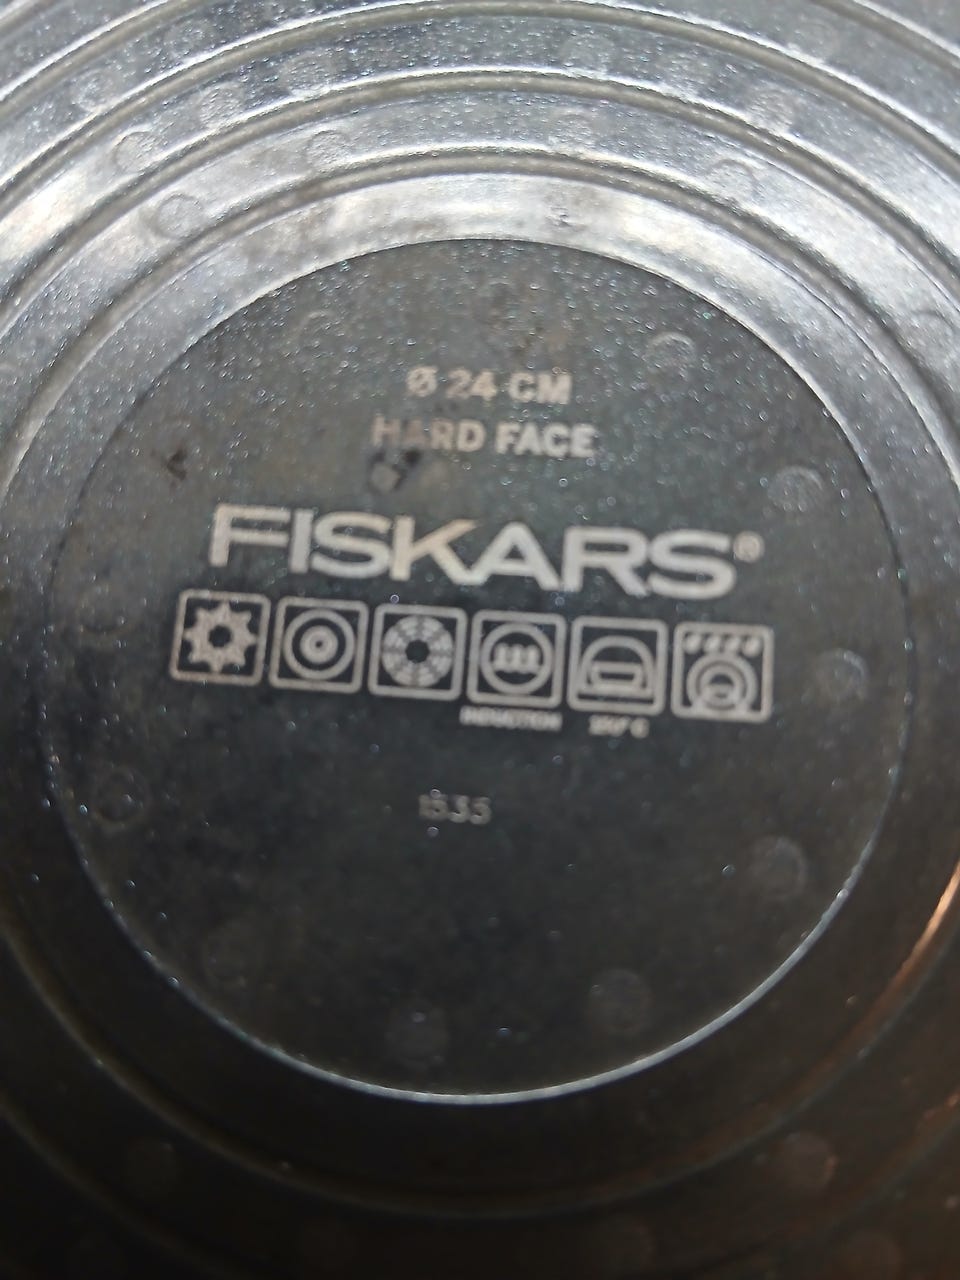 Ø 24 CM
HARD FACE
FISKARS®
INDUCTION
1535